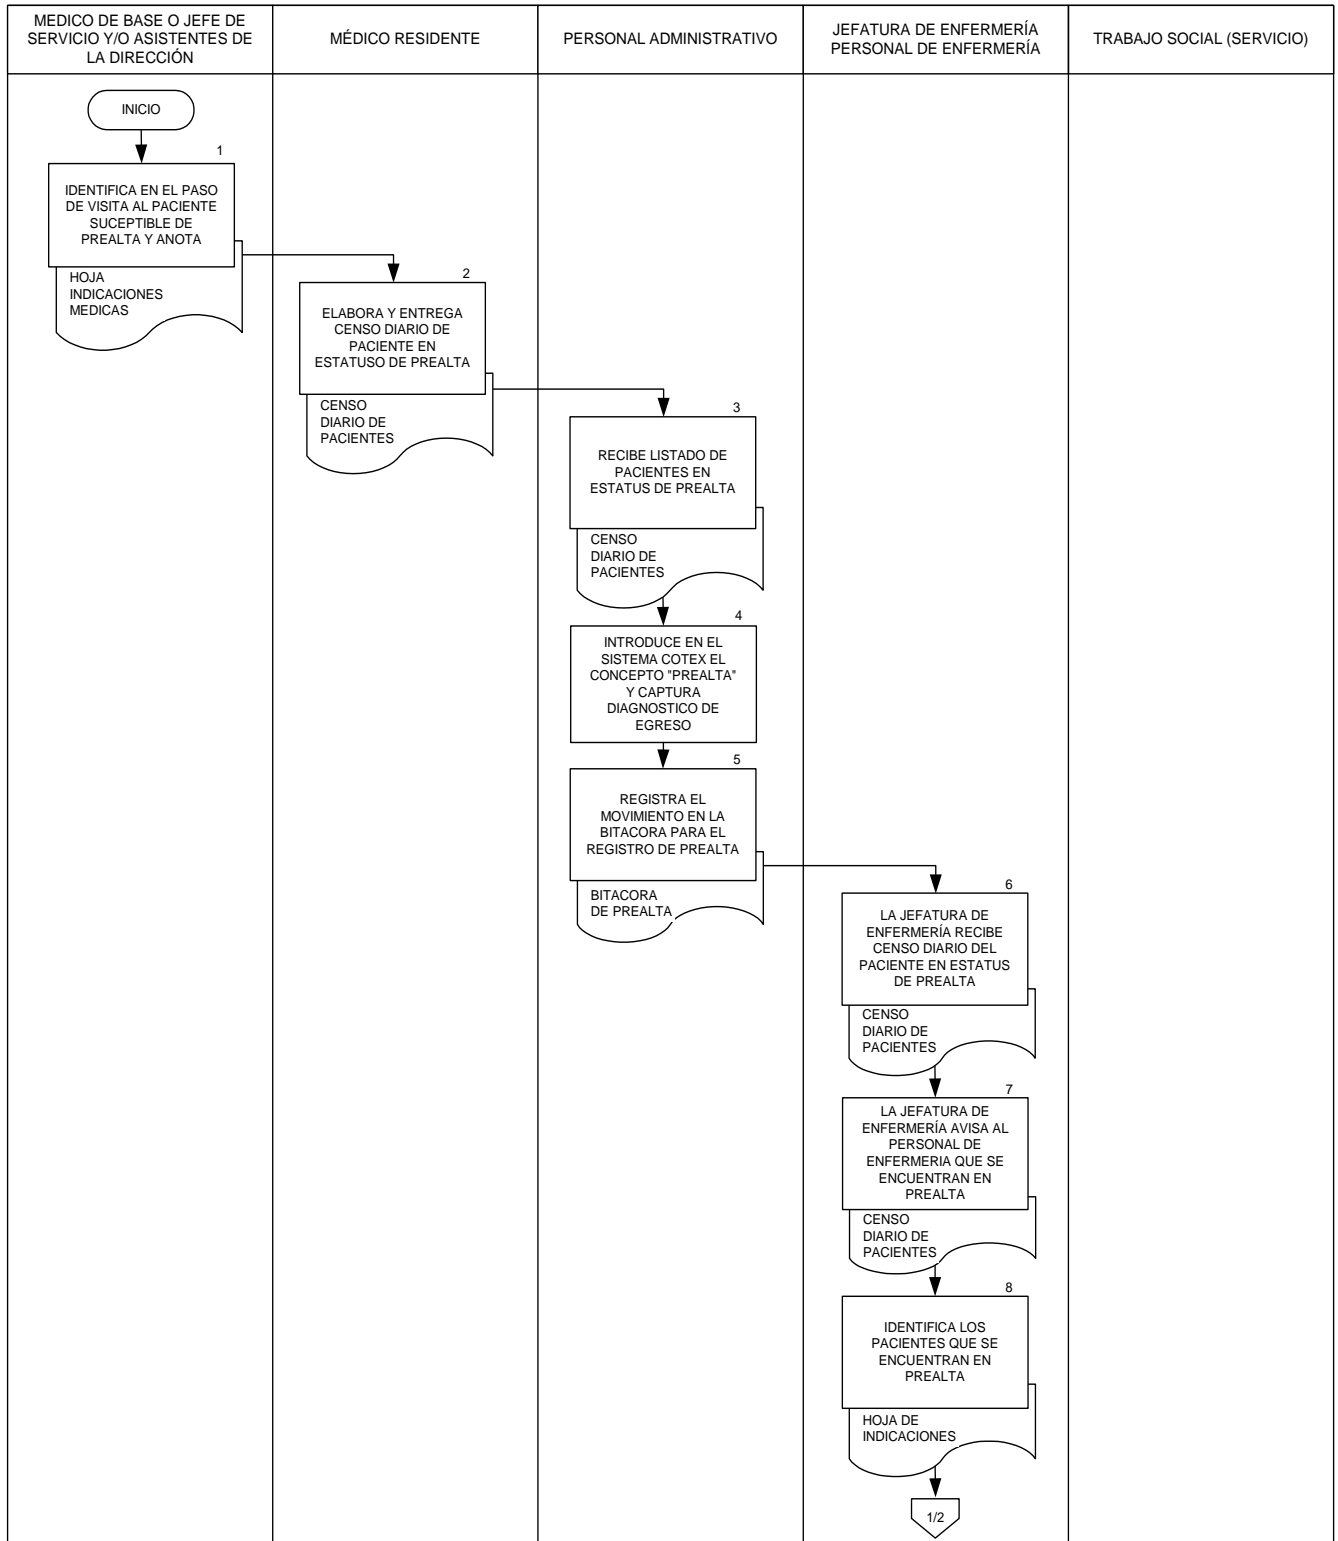 MEDICO DE BASE O JEFE DE
SERVICIO Y/O ASISTENTES DE
LA DIRECCIÓN
MÉDICO RESIDENTE
PERSONAL ADMINISTRATIVO
JEFATURA DE ENFERMERÍA
PERSONAL DE ENFERMERÍA
TRABAJO SOCIAL (SERVICIO)
INICIO
1
IDENTIFICA EN EL PASO
DE VISITA AL PACIENTE
SUCEPTIBLE DE
PREALTA Y ANOTA
HOJA
INDICACIONES
MEDICAS
2
ELABORA Y ENTREGA
CENSO DIARIO DE
PACIENTE EN
ESTATUSO DE PREALTA
CENSO
DIARIO DE
PACIENTES
3
RECIBE LISTADO DE
PACIENTES EN
ESTATUS DE PREALTA
CENSO
DIARIO DE
PACIENTES
4
INTRODUCE EN EL
SISTEMA COTEX EL
CONCEPTO "PREALTA"
Y CAPTURA
DIAGNOSTICO DE
EGRESO
5
REGISTRA EL
MOVIMIENTO EN LA
BITACORA PARA EL
REGISTRO DE PREALTA
BITACORA
DE PREALTA
6
LA JEFATURA DE
ENFERMERÍA RECIBE
CENSO DIARIO DEL
PACIENTE EN ESTATUS
DE PREALTA
CENSO
DIARIO DE
PACIENTES
7
LA JEFATURA DE
ENFERMERÍA AVISA AL
PERSONAL DE
ENFERMERIA QUE SE
ENCUENTRAN EN
PREALTA
CENSO
DIARIO DE
PACIENTES
8
IDENTIFICA LOS
PACIENTES QUE SE
ENCUENTRAN EN
PREALTA
HOJA DE
INDICACIONES
1/2